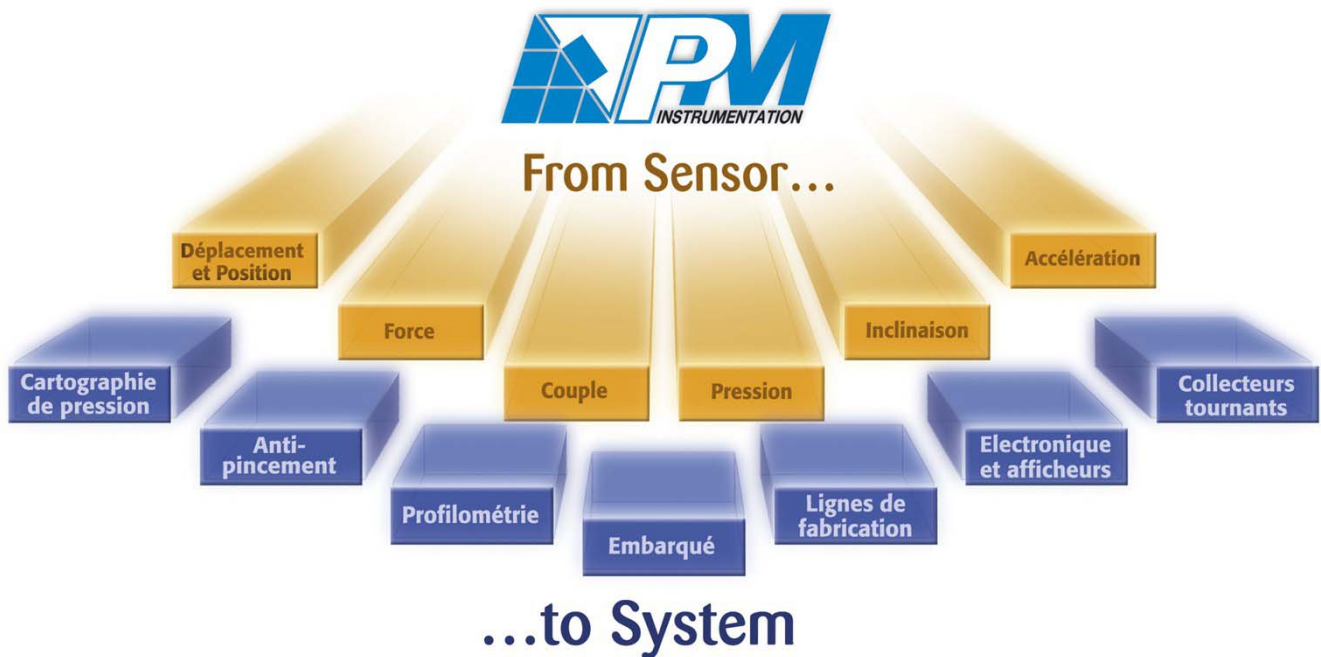 PM
INSTRUMENTATION
From Sensor...
Déplacement
et Position
Accélération
Force
Inclinaison
Couple
Pression
Cartographie
de pression
Collecteurs
tournants
Anti-
pincement
Electronique
et afficheurs
Profilométrie
Lignes de
fabrication
Embarqué
...to System